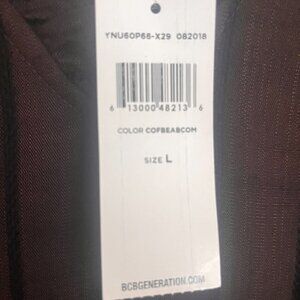 YNU60P66-X29 082018
6 13000 48213 6
COLOR COFBEABCOM
SIZE L
BCBGENERATION.COM